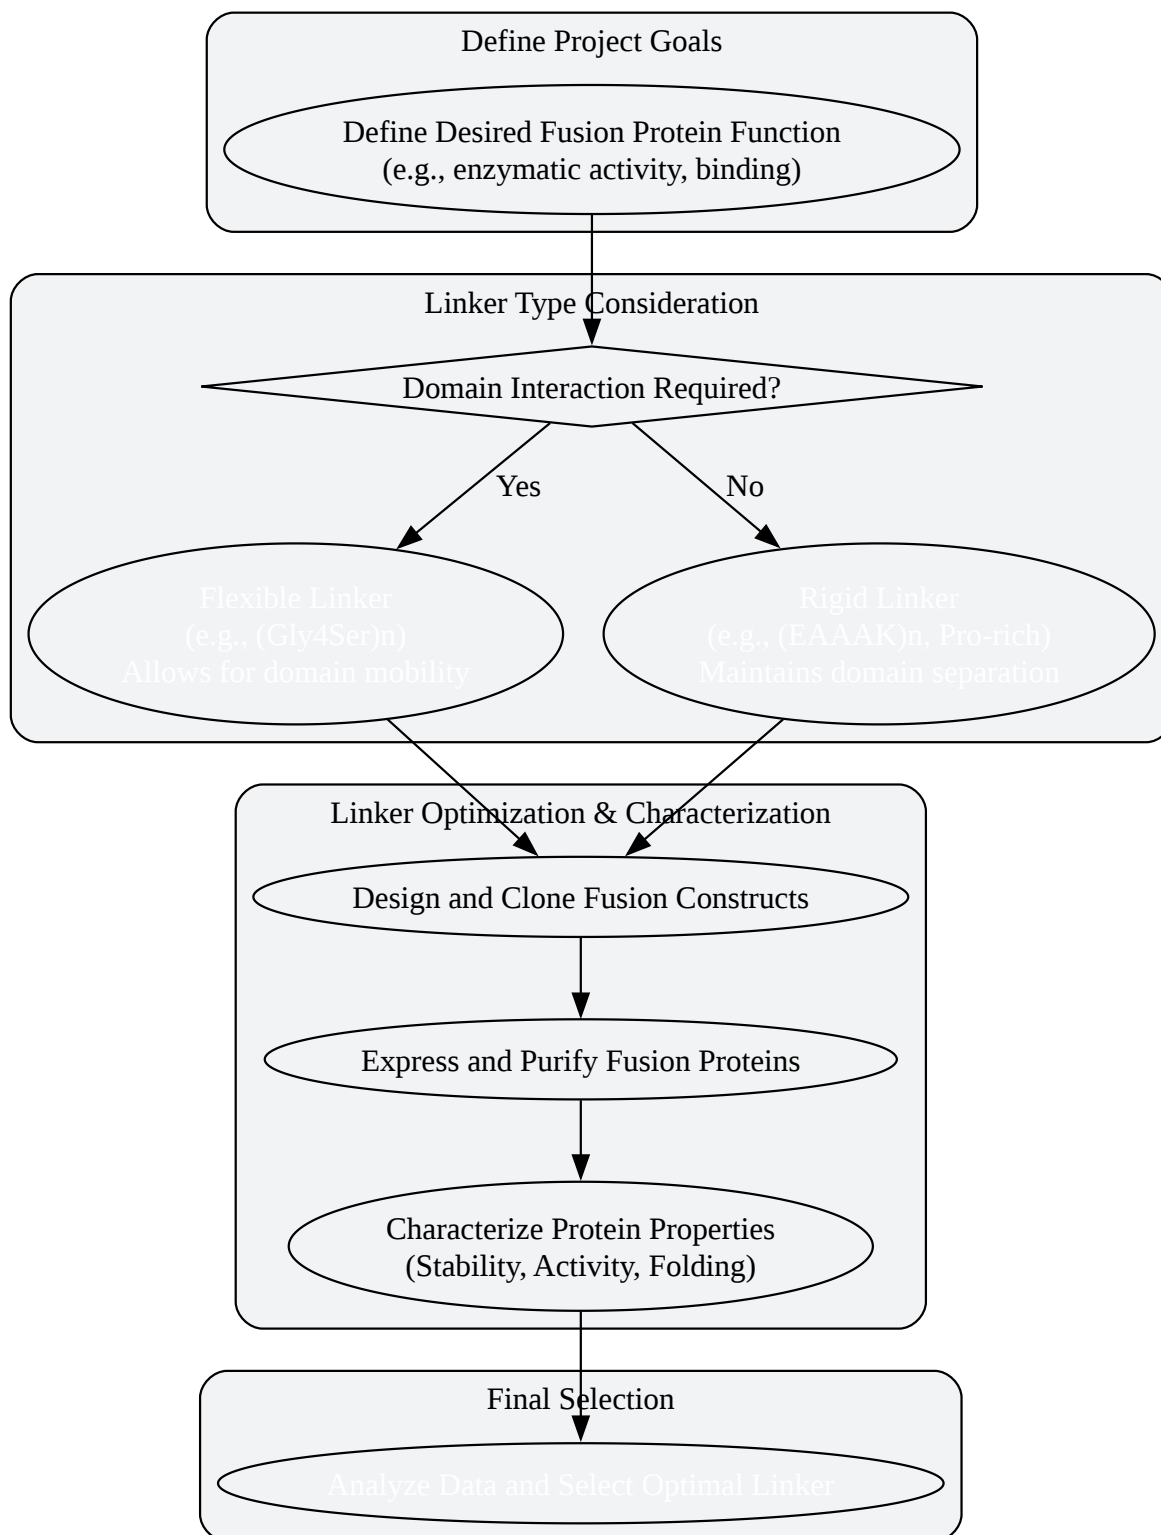 Define Project Goals
Define Desired Fusion Protein Function
(e.g., enzymatic activity, binding)
Linker Type Consideration
Domain Interaction Required?
Yes
No
Flexible Linker
(e.g., (Gly4Ser)n)
Allows for domain mobility
Rigid Linker
(e.g., (EAAAK)n, Pro-rich)
Maintains domain separation
Linker Optimization & Characterization
Design and Clone Fusion Constructs
Express and Purify Fusion Proteins
Characterize Protein Properties
(Stability, Activity, Folding)
Final Selection
Analyze Data and Select Optimal Linker